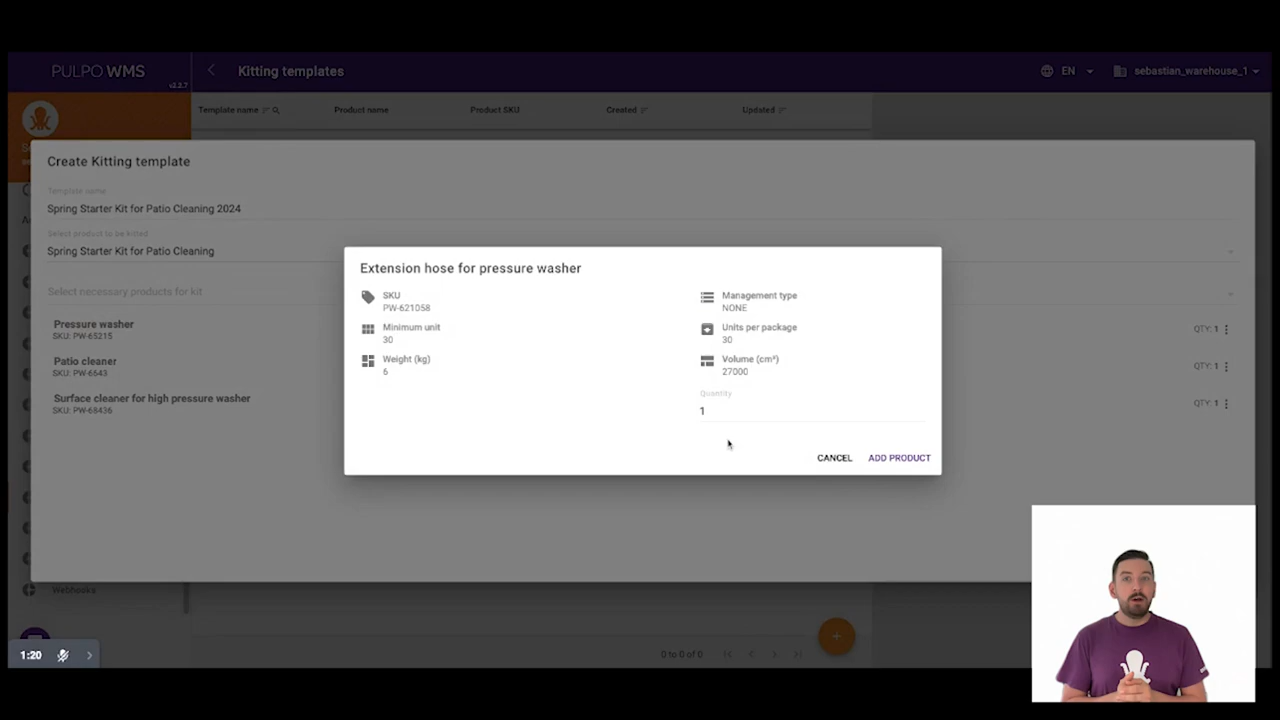 PULPO WMS
v2.2.7
Kitting templates
EN
sebastian_warehouse_1
Template name
Product name
Product SKU
Created
Updated
Create Kitting template
Template name
Spring Starter Kit for Patio Cleaning 2024
Select product to be kitted
Spring Starter Kit for Patio Cleaning
Select necessary products for kit
Pressure washer
SKU: PW-65215
QTY: 1
Patio cleaner
SKU: PW-6643
QTY: 1
Surface cleaner for high pressure washer
SKU: PW-68436
QTY: 1
Extension hose for pressure washer
SKU
PW-621058
Management type
NONE
Minimum unit
30
Units per package
30
Weight (kg)
6
Volume (cm³)
27000
Quantity
1
CANCEL
ADD PRODUCT
Webhooks
0 to 0 of 0
1:20